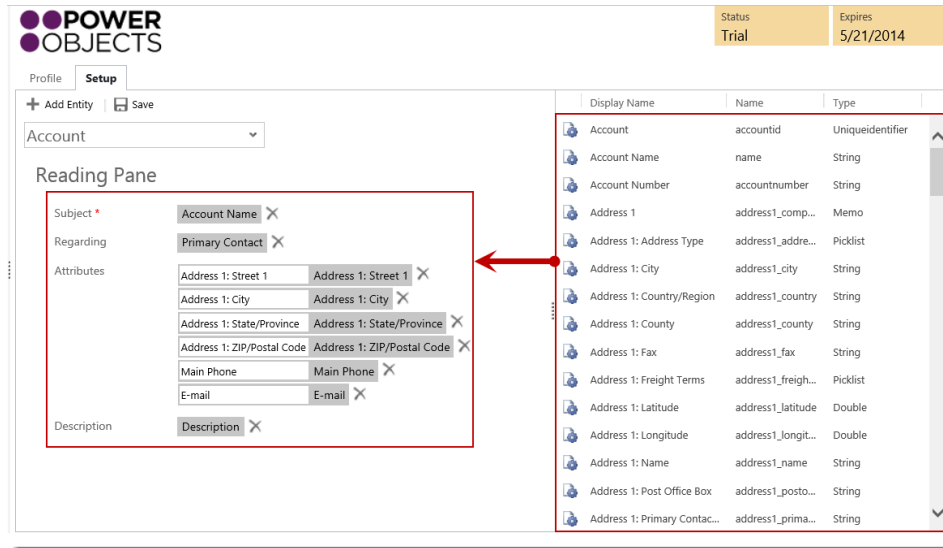 POWER
OBJECTS
Status
Trial
Expires
5/21/2014
Profile
Setup
Add Entity
Save
Account
Reading Pane
Subject *
Account Name
Regarding
Primary Contact
Attributes
Address 1: Street 1 Address 1: Street 1
Address 1: City Address 1: City
Address 1: State/Province Address 1: State/Province
Address 1: ZIP/Postal Code Address 1: ZIP/Postal Code
Main Phone Main Phone
E-mail E-mail
Description
Description
Display Name Name Type
Account accountid Uniqueidentifier
Account Name name String
Account Number accountnumber String
Address 1 address1_comp... Memo
Address 1: Address Type address1_addre... Picklist
Address 1: City address1_city String
Address 1: Country/Region address1_country String
Address 1: County address1_county String
Address 1: Fax address1_fax String
Address 1: Freight Terms address1_freigh... Picklist
Address 1: Latitude address1_latitude Double
Address 1: Longitude address1_longit... Double
Address 1: Name address1_name String
Address 1: Post Office Box address1_posto... String
Address 1: Primary Contac... address1_prima... String